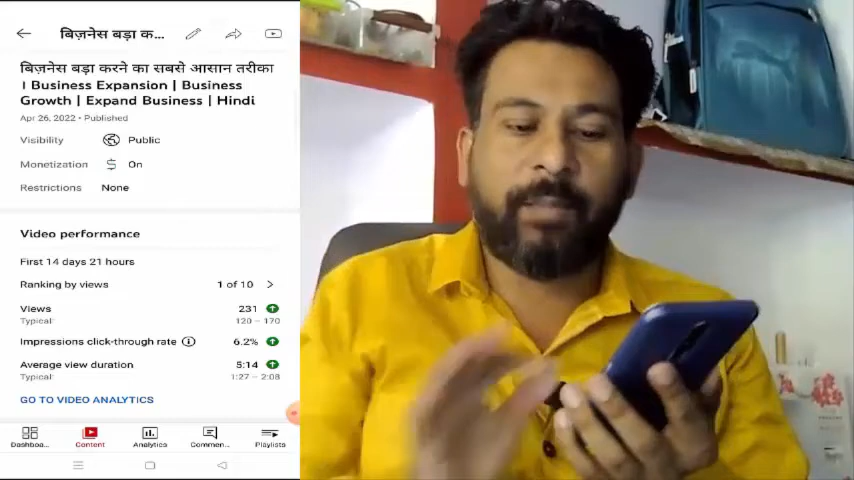 बिज़नेस बड़ा क...
बिज़नेस बड़ा करने का सबसे आसान तरीका
। Business Expansion | Business
Growth | Expand Business | Hindi
Apr 26, 2022 • Published
Visibility Public
Monetization On
Restrictions None
Video performance
First 14 days 21 hours
Ranking by views 1 of 10
Views 231
Typical: 120 – 170
Impressions click-through rate 6.2%
Average view duration 5:14
Typical: 1:27 – 2:08
GO TO VIDEO ANALYTICS
Dashboa... Content Analytics Commen... Playlists